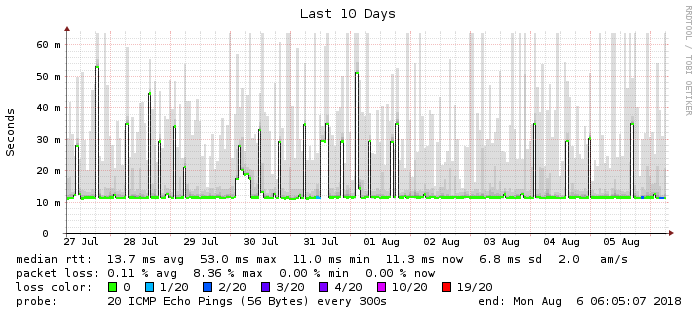 Last 10 Days
RRDTOOL / TOBI OETIKER
Seconds
60 m
50 m
40 m
30 m
20 m
10 m
0
27 Jul 28 Jul 29 Jul 30 Jul 31 Jul 01 Aug 02 Aug 03 Aug 04 Aug 05 Aug
median rtt: 13.7 ms avg 53.0 ms max 11.0 ms min 11.3 ms now 6.8 ms sd 2.0 am/s
packet loss: 0.11 % avg 8.36 % max 0.00 % min 0.00 % now
loss color: 0 1/20 2/20 3/20 4/20 10/20 19/20
probe: 20 ICMP Echo Pings (56 Bytes) every 300s end: Mon Aug 6 06:05:07 2018